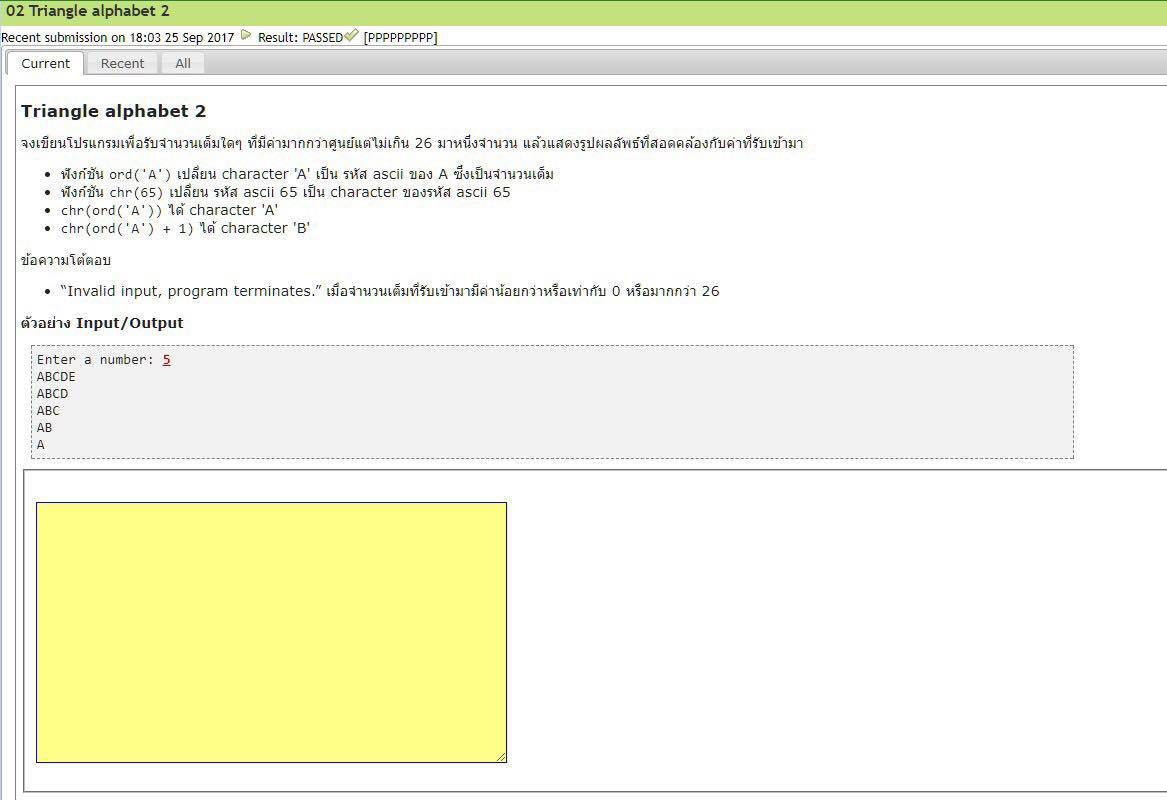 02 Triangle alphabet 2
Recent submission on 18:03 25 Sep 2017 Result: PASSED [PPPPPPPPP]
Current Recent All
Triangle alphabet 2
จงเขียนโปรแกรมเพื่อรับจำนวนเต็มใดๆ ที่มีค่ามากกว่าศูนย์แต่ไม่เกิน 26 มาหนึ่งจำนวน แล้วแสดงรูปผลลัพธ์ที่สอดคล้องกับค่าที่รับเข้ามา
• ฟังก์ชัน ord('A') เปลี่ยน character 'A' เป็น รหัส ascii ของ A ซึ่งเป็นจำนวนเต็ม
• ฟังก์ชัน chr(65) เปลี่ยน รหัส ascii 65 เป็น character ของรหัส ascii 65
• chr(ord('A')) ได้ character 'A'
• chr(ord('A') + 1) ได้ character 'B'
ข้อความโต้ตอบ
• “Invalid input, program terminates.” เมื่อจำนวนเต็มที่รับเข้ามามีค่าน้อยกว่าหรือเท่ากับ 0 หรือมากกว่า 26
ตัวอย่าง Input/Output
Enter a number: 5
ABCDE
ABCD
ABC
AB
A